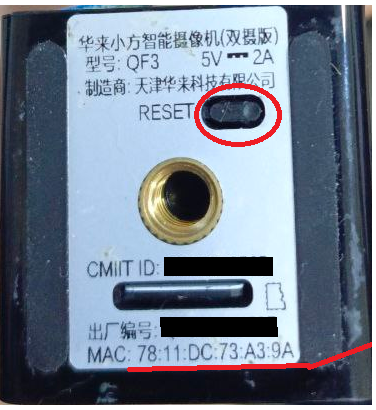 华来小方智能摄像机(双摄版)
型号: QF3 5V⎓2A
制造商: 天津华来科技有限公司
RESET
CMIIT ID:
出厂编号:
MAC: 78:11:DC:73:A3:9A